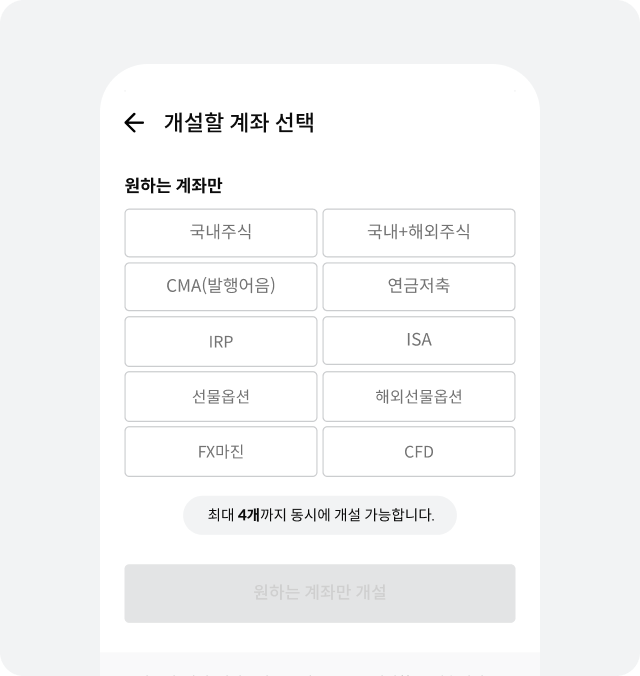 개설할 계좌 선택
원하는 계좌만
국내주식 국내+해외주식
CMA(발행어음) 연금저축
IRP ISA
선물옵션 해외선물옵션
FX마진 CFD
최대 4개까지 동시에 개설 가능합니다.
원하는 계좌만 개설